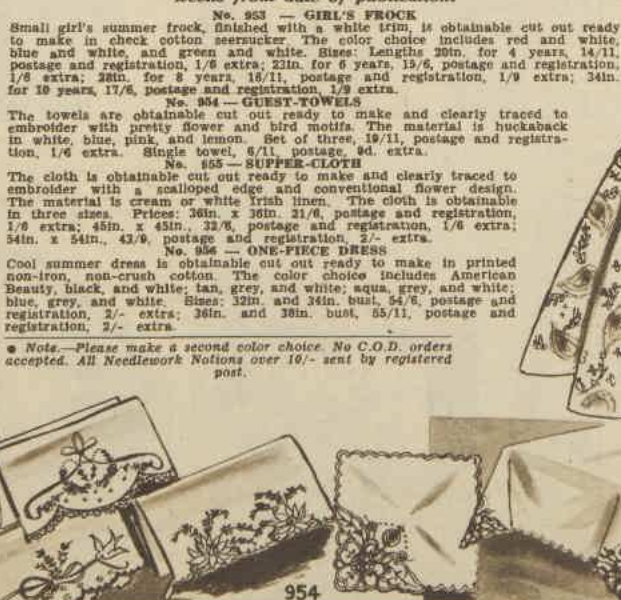 weeks from date of publication.
No. 953 — GIRL'S FROCK
Small girl's summer frock, finished with a white trim, is obtainable cut out ready
to make in check cotton seersucker. The color choice includes red and white,
blue and white, and green and white. Sizes: Lengths 20in. for 4 years, 14/11,
postage and registration, 1/6 extra; 23in. for 6 years, 15/6, postage and registration,
1/6 extra; 28in. for 8 years, 16/11, postage and registration, 1/9 extra; 34in.
for 10 years, 17/6, postage and registration, 1/9 extra.
No. 954 — GUEST-TOWELS
The towels are obtainable cut out ready to make and clearly traced to
embroider with pretty flower and bird motifs. The material is huckaback
in white, blue, pink, and lemon. Set of three, 19/11, postage and registra-
tion, 1/6 extra. Single towel, 6/11, postage, 9d. extra.
No. 955 — SUPPER-CLOTH
The cloth is obtainable cut out ready to make and clearly traced to
embroider with a scalloped edge and conventional flower design.
The material is cream or white Irish linen. The cloth is obtainable
in three sizes. Prices: 36in. x 36in. 21/6, postage and registration,
1/6 extra; 45in. x 45in., 32/6, postage and registration, 1/6 extra;
54in. x 54in., 43/9, postage and registration, 2/- extra.
No. 956 — ONE-PIECE DRESS
Cool summer dress is obtainable cut out ready to make in printed
non-iron, non-crush cotton. The color choice includes American
Beauty, black, and white; tan, grey, and white; aqua, grey, and white;
blue, grey, and white. Sizes: 32in. and 34in. bust, 54/6, postage and
registration, 2/- extra; 36in. and 38in. bust, 55/11, postage and
registration, 2/- extra.
● Note.—Please make a second color choice. No C.O.D. orders
accepted. All Needlework Notions over 10/- sent by registered
post.
954